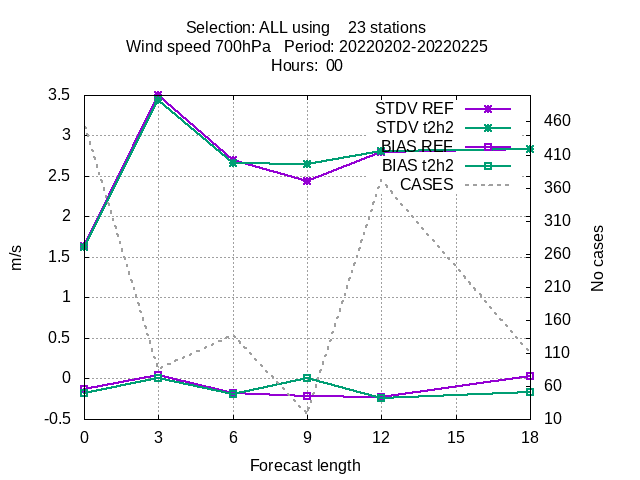 Selection: ALL using 23 stations
Wind speed 700hPa Period: 20220202-20220225
Hours: 00
STDV REF
STDV t2h2
BIAS REF
BIAS t2h2
CASES
3.5
3
2.5
2
1.5
1
0.5
0
-0.5
m/s
460
410
360
310
260
210
160
110
60
10
No cases
0 3 6 9 12 15 18
Forecast length